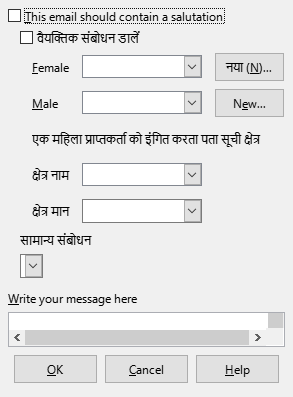 This email should contain a salutation
वैयक्तिक संबोधन डालें
Female
नया (N)...
Male
New...
एक महिला प्राप्तकर्ता को इंगित करता पता सूची क्षेत्र
क्षेत्र नाम
क्षेत्र मान
सामान्य संबोधन
Write your message here
OK Cancel Help